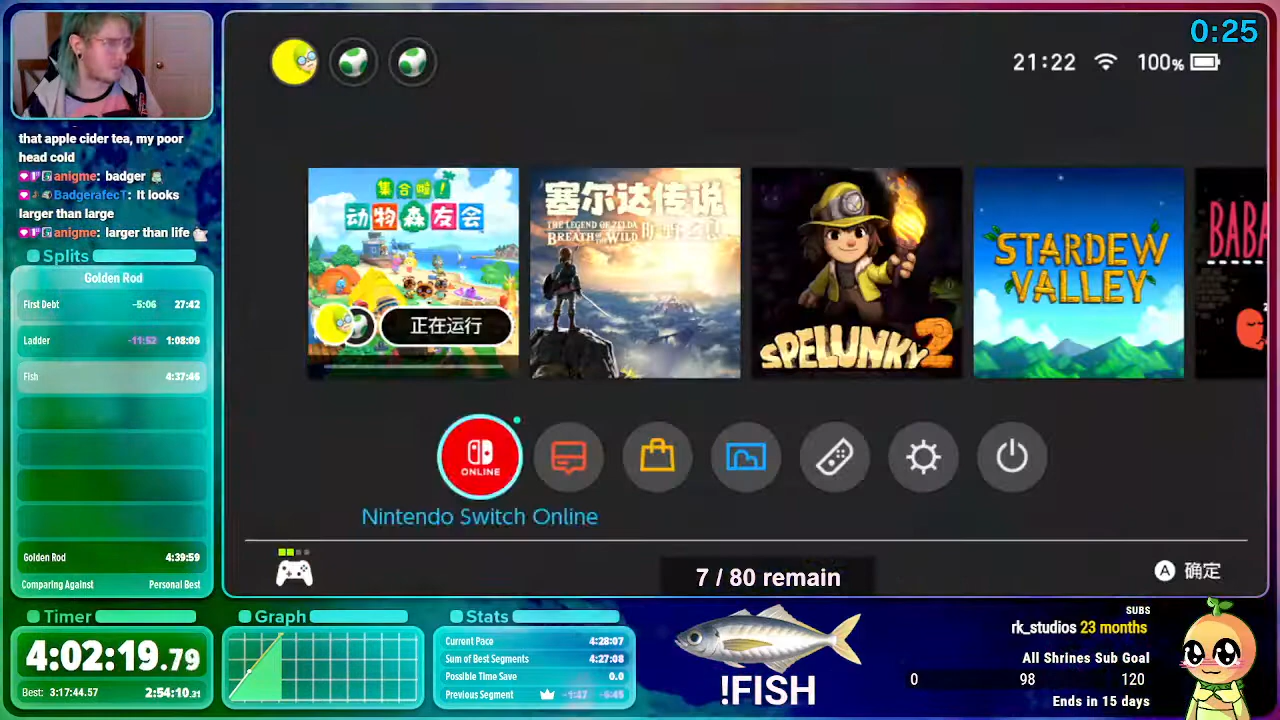 0:25
21:22
100%
that apple cider tea, my poor
head cold
anigme: badger
BadgerafecT: It looks
larger than large
anigme: larger than life
Splits
Golden Rod
First Debt -5:06 27:42
Ladder -11:52 1:08:09
Fish 4:37:46
Golden Rod 4:39:59
Comparing Against Personal Best
集合啦！
动物森友会
正在运行
塞尔达传说
THE LEGEND OF ZELDA
BREATH OF THE WILD
SPELUNKY 2
STARDEW
VALLEY
BABA
ONLINE
Nintendo Switch Online
7 / 80 remain
A 确定
Timer
4:02:19.79
Best: 3:17:44.57 2:54:10.31
Graph
Stats
Current Pace 4:28:07
Sum of Best Segments 4:27:08
Possible Time Save 0.0
Previous Segment -1:47 -6:45
!FISH
SUBS
rk_studios 23 months
All Shrines Sub Goal
0 98 120
Ends in 15 days